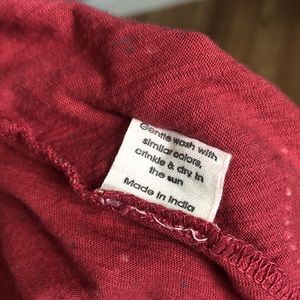 Gentle wash with
similar colors,
crinkle & dry in
the sun
Made in India